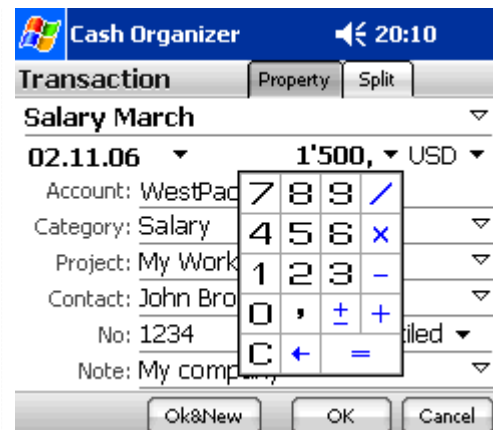 Cash Organizer 20:10
Transaction Property Split
Salary March
02.11.06 1'500, USD
Account: WestPac
7 8 9 /
Category: Salary
4 5 6 x
Project: My Work
1 2 3 -
Contact: John Bro
0 , ± +
No: 1234 iled
C ← =
Note: My company
Ok&New OK Cancel